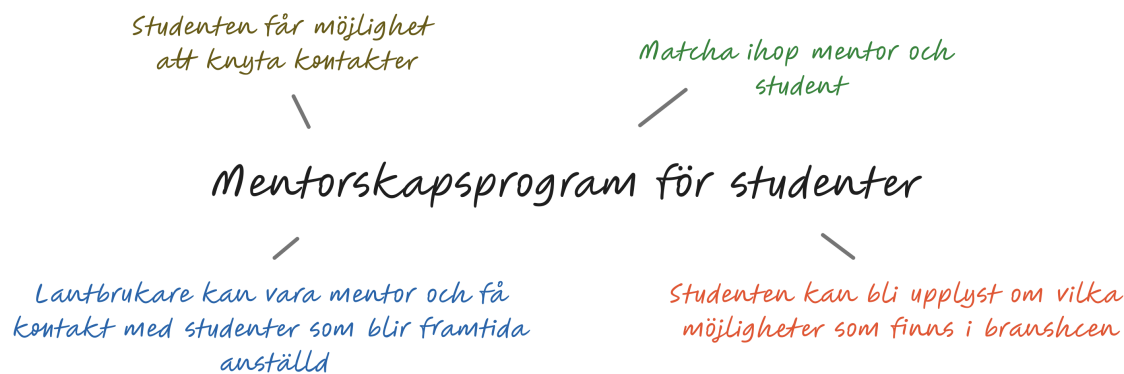 Studenten får möjlighet
att knyta kontakter
Matcha ihop mentor och
student
Mentorskapsprogram för studenter
Lantbrukare kan vara mentor och få
kontakt med studenter som blir framtida
anställd
Studenten kan bli upplyst om vilka
möjligheter som finns i branshcen